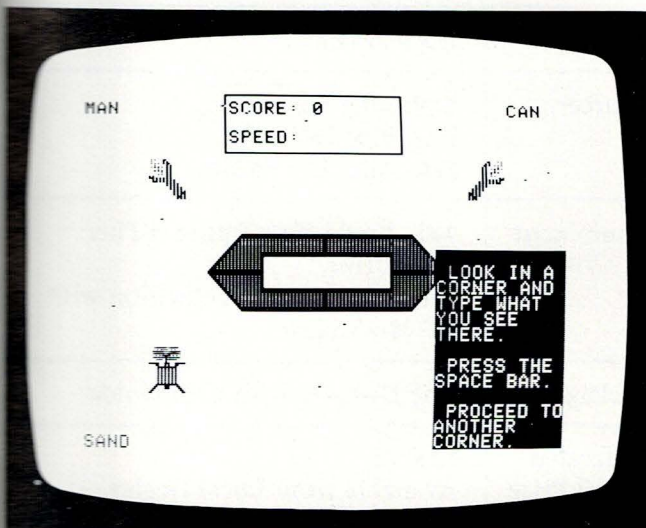 MAN
SCORE: 0
SPEED:
CAN
LOOK IN A
CORNER AND
TYPE WHAT
YOU SEE
THERE.
PRESS THE
SPACE BAR.
PROCEED TO
ANOTHER
CORNER.
SAND